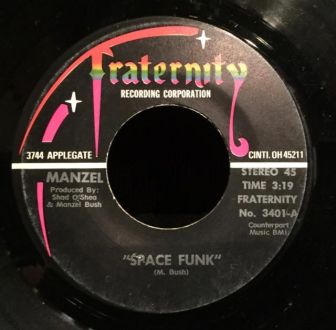 Fraternity
RECORDING CORPORATION
3744 APPLEGATE
CINTI. OH 45211
MANZEL
Produced By:
Shad O'Shea
& Manzel Bush
STEREO 45
TIME 3:19
FRATERNITY
No. 3401-A
Counterpart
Music BMI
"SPACE FUNK"
(M. Bush)